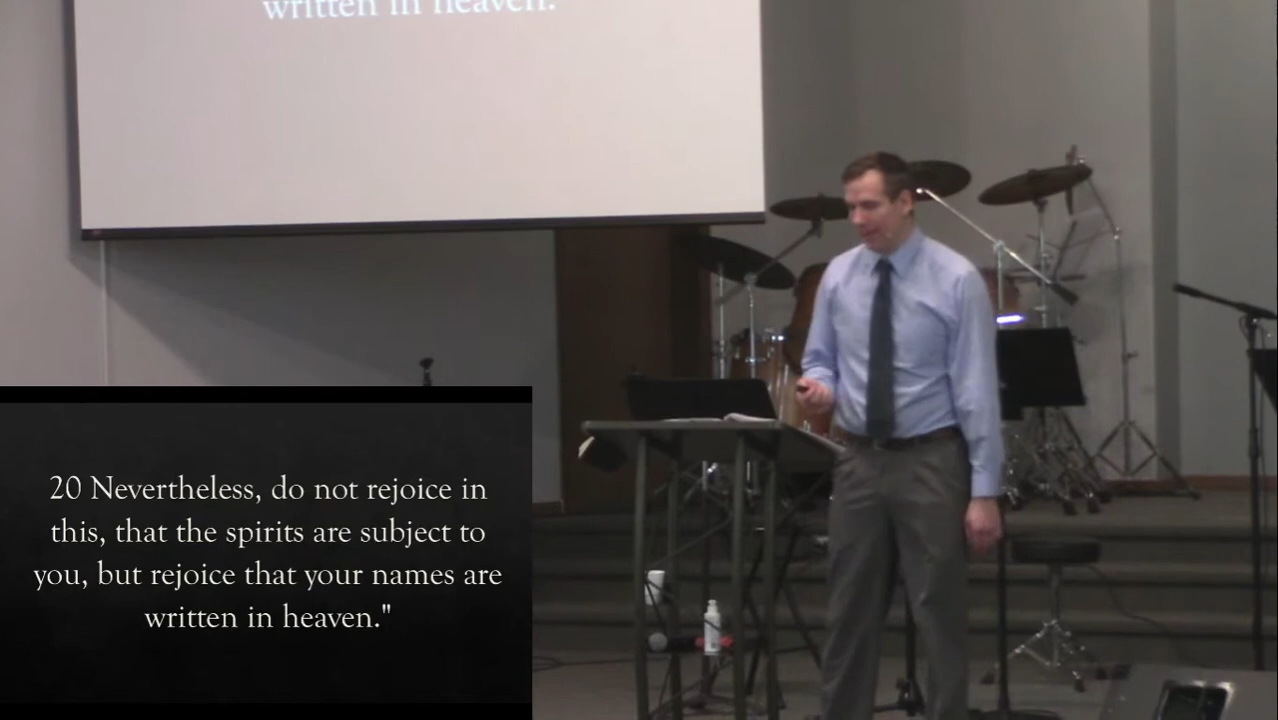 written in heaven."
20 Nevertheless, do not rejoice in
this, that the spirits are subject to
you, but rejoice that your names are
written in heaven."